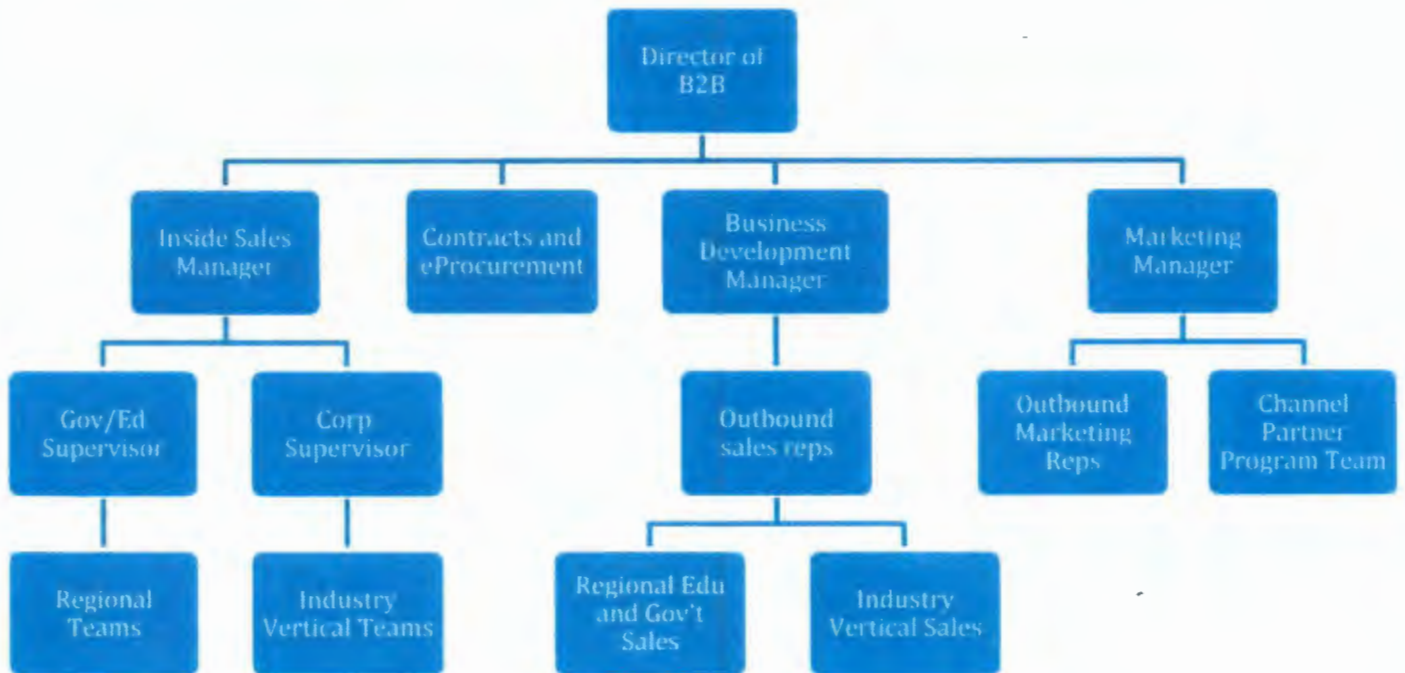 Director of
B2B
Inside Sales
Manager
Contracts and
eProcurement
Business
Development
Manager
Marketing
Manager
Gov/Ed
Supervisor
Corp
Supervisor
Outbound
sales reps
Outbound
Marketing
Reps
Channel
Partner
Program Team
Regional
Teams
Industry
Vertical Teams
Regional Edu
and Gov't
Sales
Industry
Vertical Sales